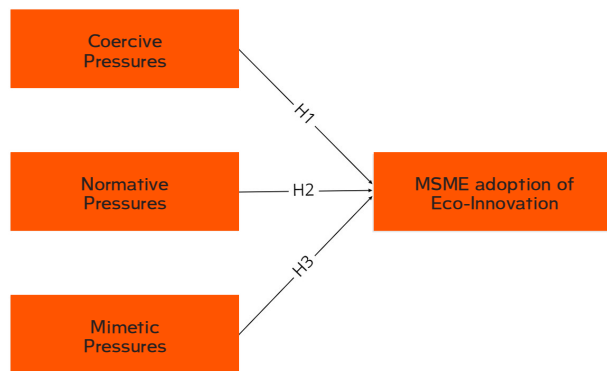 Coercive
Pressures
H1
Normative
Pressures
H2
MSME adoption of
Eco-Innovation
H3
Mimetic
Pressures